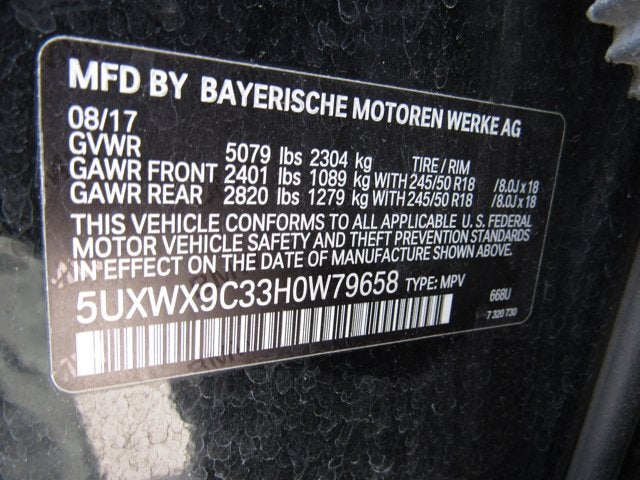 MFD BY BAYERISCHE MOTOREN WERKE AG
08/17
GVWR 5079 lbs 2304 kg TIRE / RIM
GAWR FRONT 2401 lbs 1089 kg WITH 245/50 R18 /8.0J x 18
GAWR REAR 2820 lbs 1279 kg WITH 245/50 R18 /8.0J x 18
THIS VEHICLE CONFORMS TO ALL APPLICABLE U. S. FEDERAL
MOTOR VEHICLE SAFETY AND THEFT PREVENTION STANDARDS
IN EFFECT ON THE DATE OF MANUFACTURE SHOWN ABOVE.
5UXWX9C33H0W79658 TYPE: MPV
668U
7 320 730